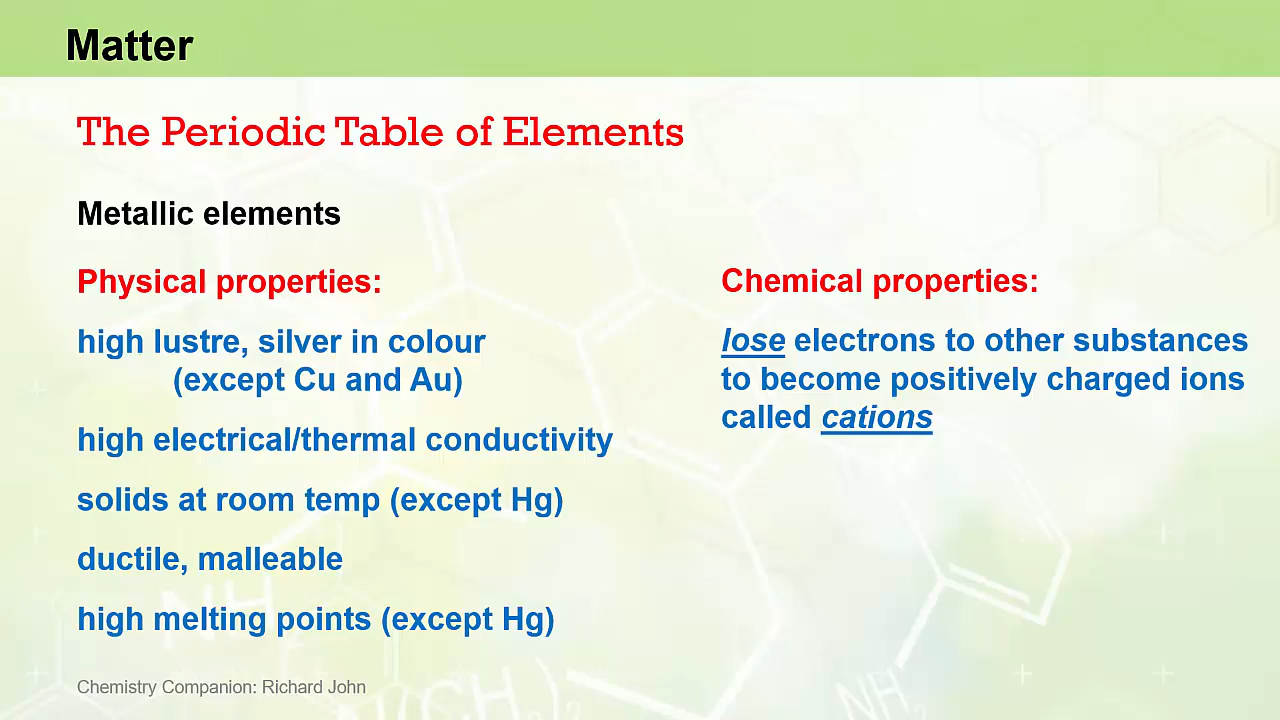 Matter
The Periodic Table of Elements
Metallic elements
Physical properties:
high lustre, silver in colour
(except Cu and Au)
high electrical/thermal conductivity
solids at room temp (except Hg)
ductile, malleable
high melting points (except Hg)
Chemical properties:
lose electrons to other substances
to become positively charged ions
called cations
Chemistry Companion: Richard John